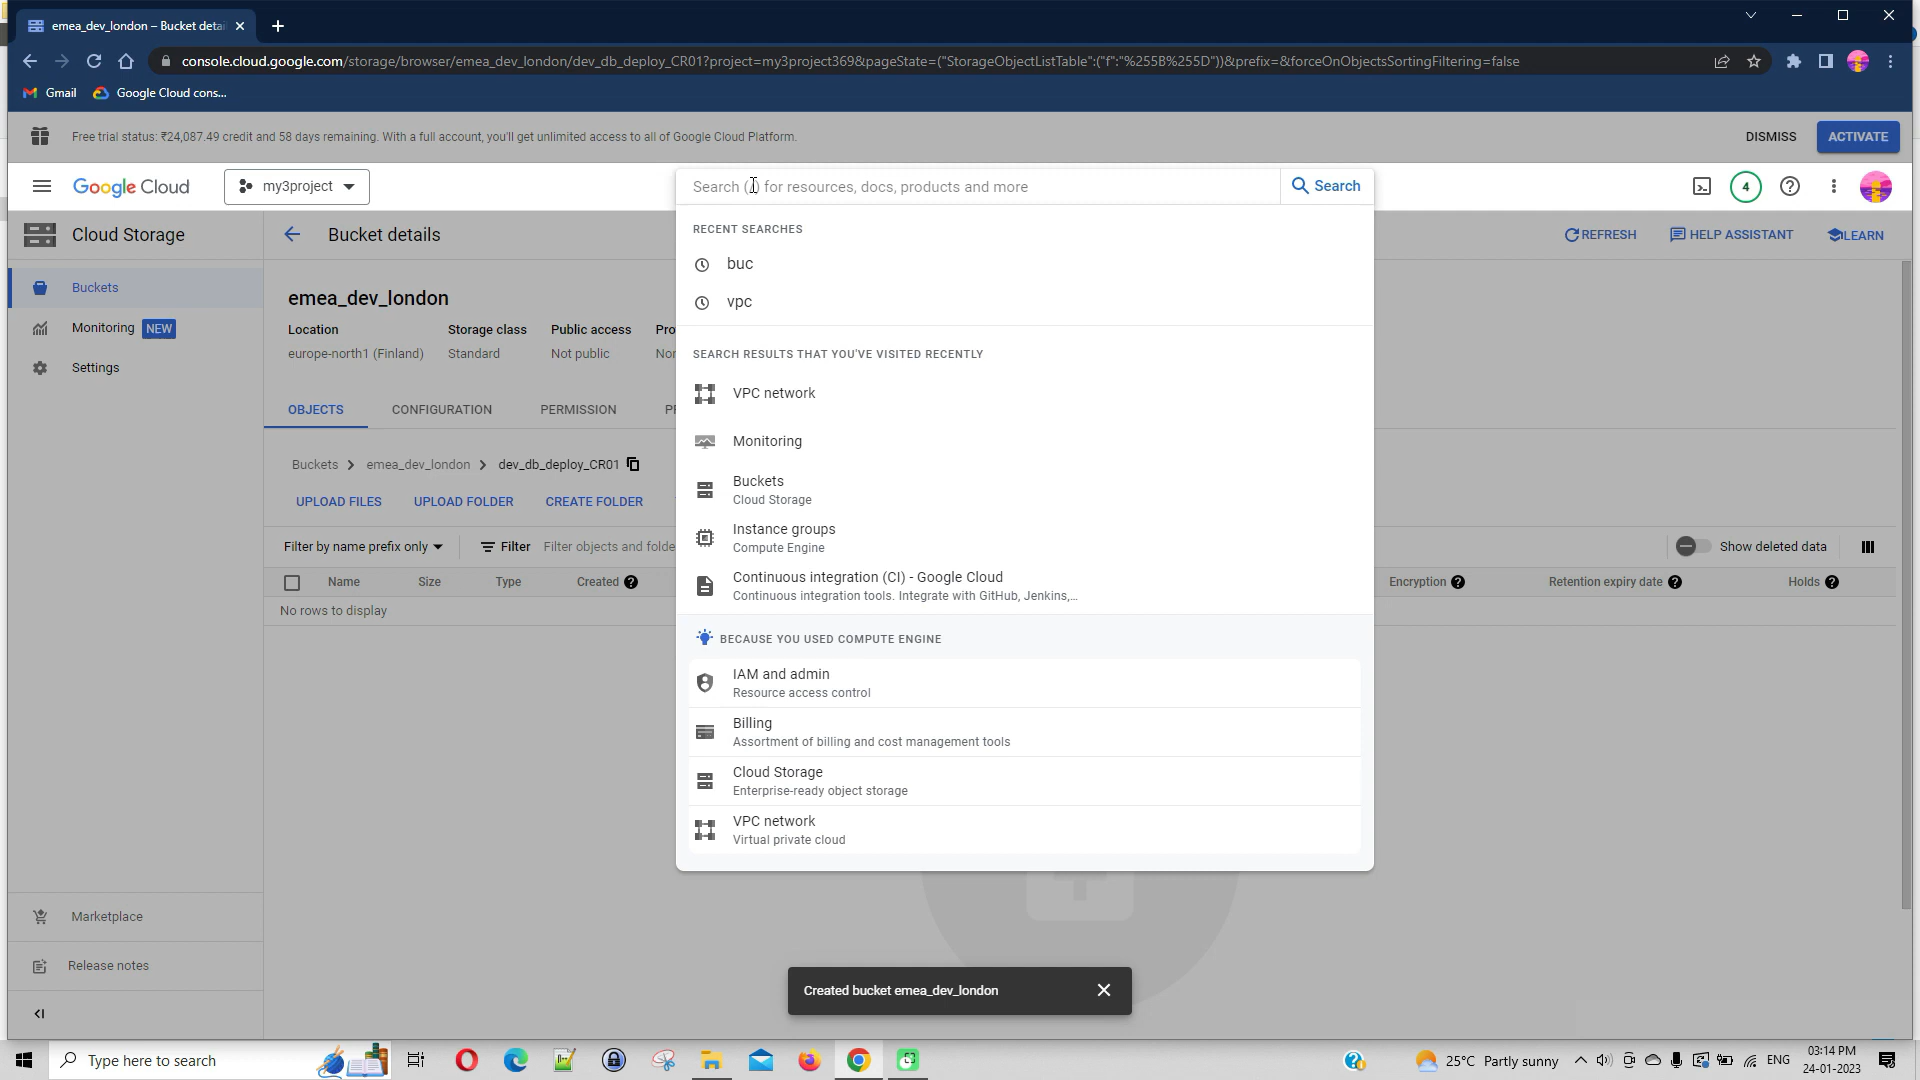 emea_dev_london – Bucket detai
console.cloud.google.com/storage/browser/emea_dev_london/dev_db_deploy_CR01?project=my3project369&pageState=("StorageObjectListTable":("f":"%255B%255D"))&prefix=&forceOnObjectsSortingFiltering=false
Gmail
Google Cloud cons...
Free trial status: ₹24,087.49 credit and 58 days remaining. With a full account, you'll get unlimited access to all of Google Cloud Platform.
DISMISS
ACTIVATE
Google Cloud
my3project
Search (/) for resources, docs, products and more
Search
4
Cloud Storage
Bucket details
REFRESH
HELP ASSISTANT
LEARN
Buckets
Monitoring NEW
Settings
emea_dev_london
Location
Storage class
Public access
europe-north1 (Finland)
Standard
Not public
OBJECTS
CONFIGURATION
PERMISSION
Buckets
emea_dev_london
dev_db_deploy_CR01
UPLOAD FILES
UPLOAD FOLDER
CREATE FOLDER
Filter by name prefix only
Filter
Filter objects and folde
Show deleted data
Name
Size
Type
Created
Encryption
Retention expiry date
Holds
No rows to display
RECENT SEARCHES
buc
vpc
SEARCH RESULTS THAT YOU'VE VISITED RECENTLY
VPC network
Monitoring
Buckets
Cloud Storage
Instance groups
Compute Engine
Continuous integration (CI) - Google Cloud
Continuous integration tools. Integrate with GitHub, Jenkins,...
BECAUSE YOU USED COMPUTE ENGINE
IAM and admin
Resource access control
Billing
Assortment of billing and cost management tools
Cloud Storage
Enterprise-ready object storage
VPC network
Virtual private cloud
Marketplace
Release notes
Created bucket emea_dev_london
Type here to search
25°C Partly sunny
ENG
03:14 PM
24-01-2023